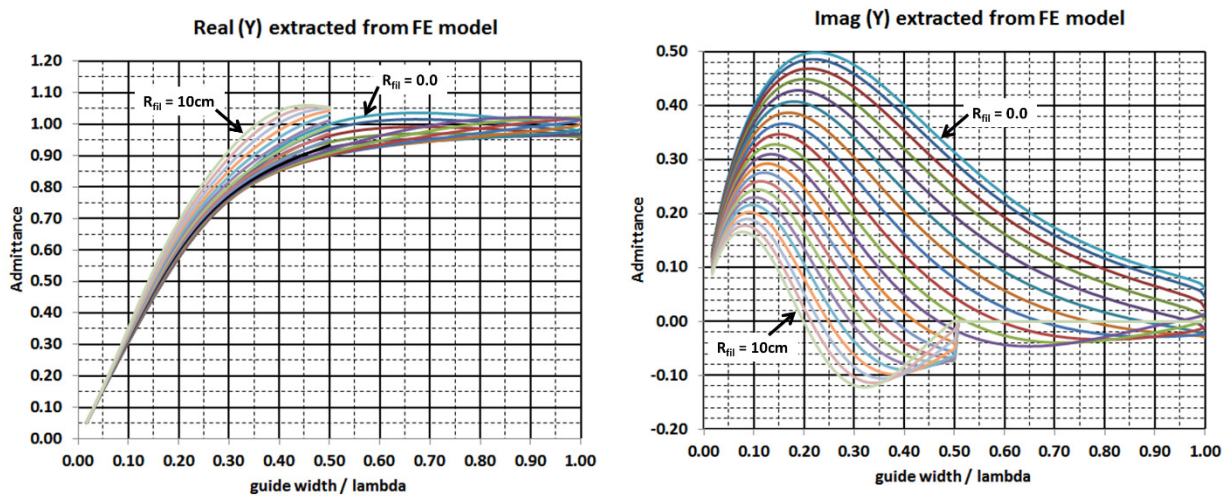 Real (Y) extracted from FE model
1.20
1.10
1.00
0.90
0.80
0.70
0.60
0.50
0.40
0.30
0.20
0.10
0.00
Admittance
R_fil = 10cm
R_fil = 0.0
0.00 0.10 0.20 0.30 0.40 0.50 0.60 0.70 0.80 0.90 1.00
guide width / lambda
Imag (Y) extracted from FE model
0.50
0.40
0.30
0.20
0.10
0.00
-0.10
-0.20
Admittance
R_fil = 0.0
R_fil = 10cm
0.00 0.10 0.20 0.30 0.40 0.50 0.60 0.70 0.80 0.90 1.00
guide width / lambda